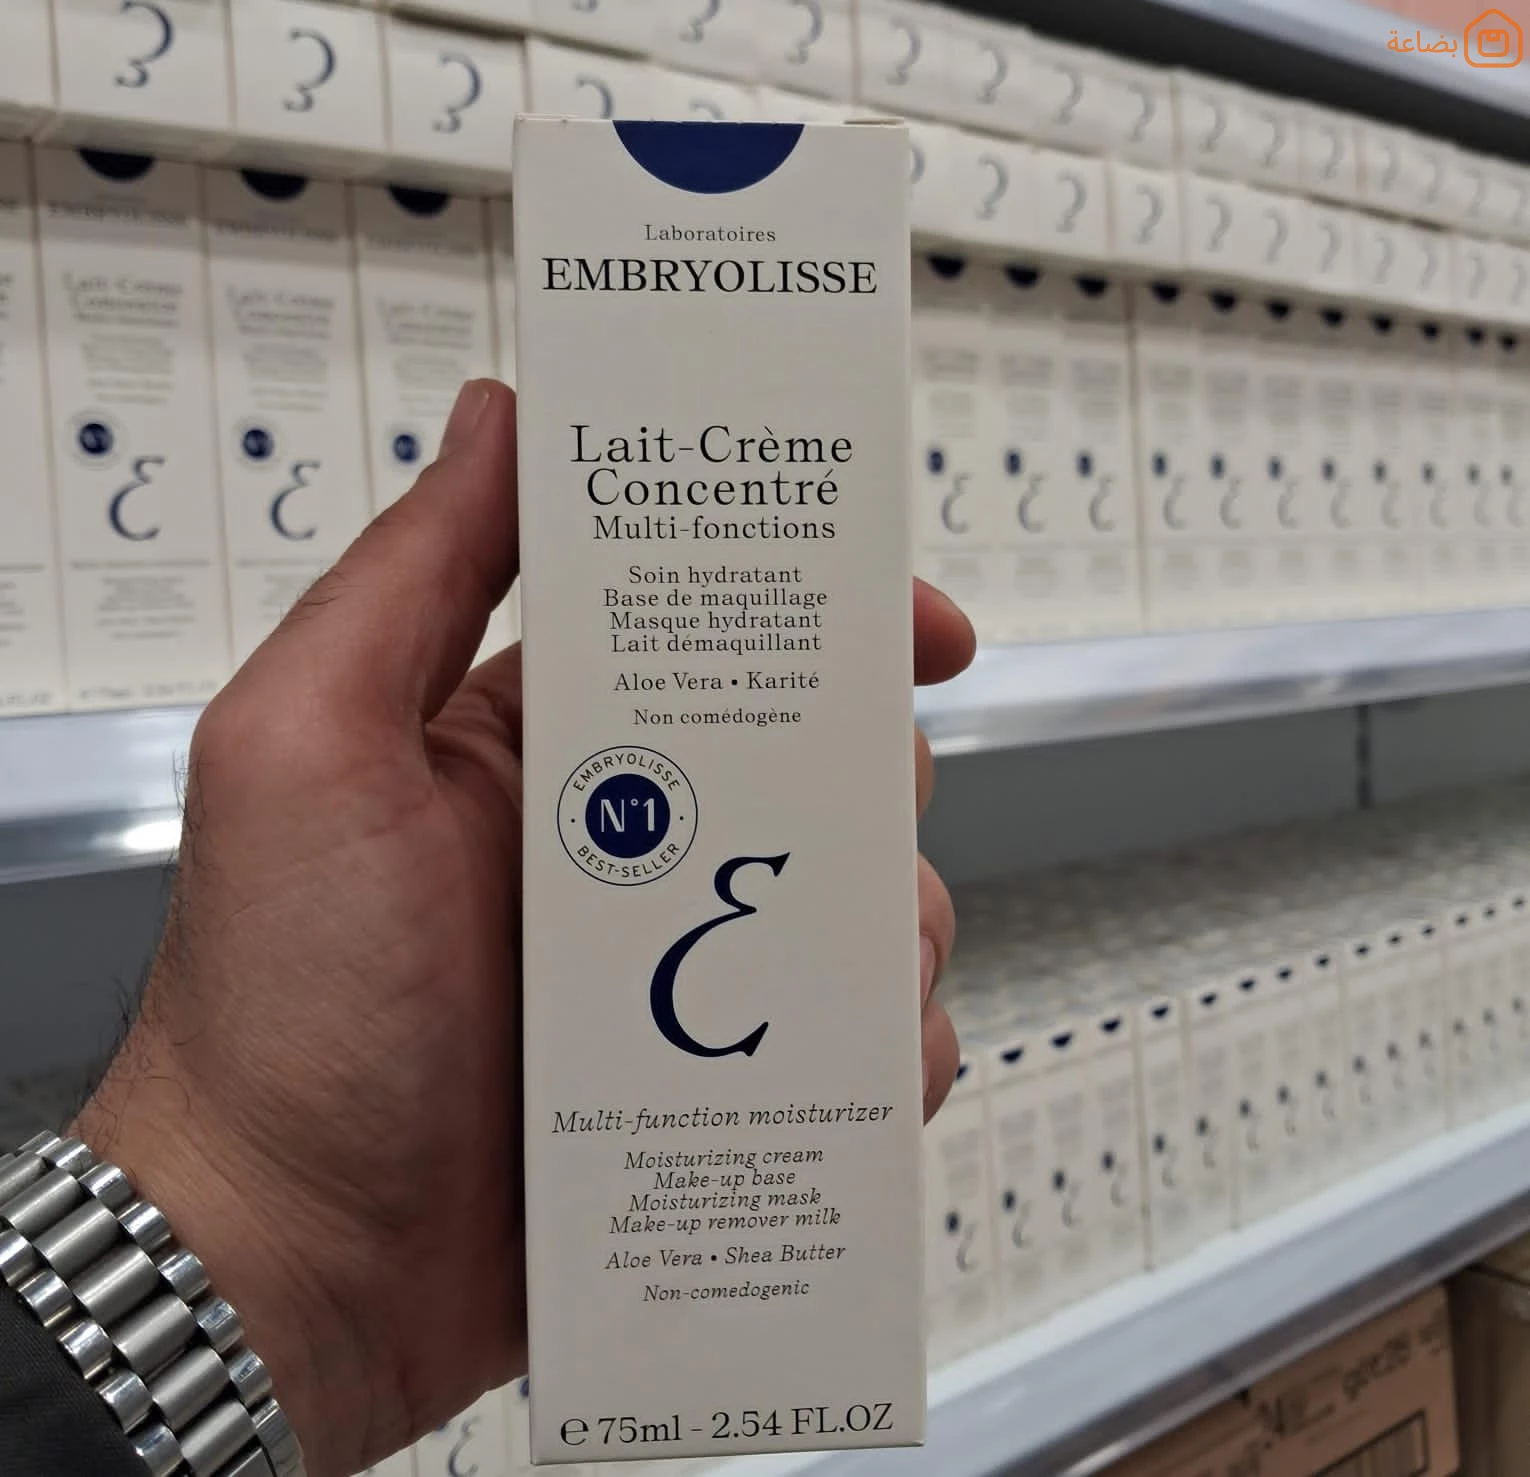 بضاعة
Laboratoires
EMBRYOLISSE
Lait-Crème
Concentré
Multi-fonctions
Soin hydratant
Base de maquillage
Masque hydratant
Lait démaquillant
Aloe Vera • Karité
Non comédogène
EMBRYOLISSE
N°1
BEST-SELLER
Multi-function moisturizer
Moisturizing cream
Make-up base
Moisturizing mask
Make-up remover milk
Aloe Vera • Shea Butter
Non-comedogenic
℮ 75ml - 2.54 FL.OZ